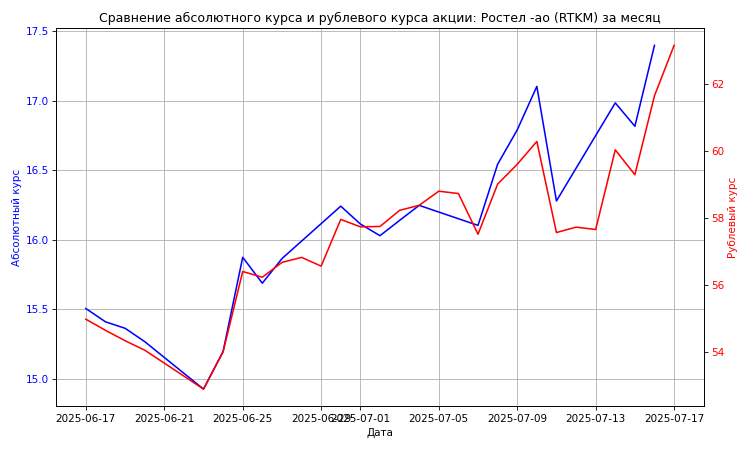 Сравнение абсолютного курса и рублевого курса акции: Ростел -ао (RTKM) за месяц
17.5
17.0
16.5
16.0
15.5
15.0
Абсолютный курс
62
60
58
56
54
Рублевый курс
2025-06-17 2025-06-21 2025-06-25 2025-06-29 2025-07-01 2025-07-05 2025-07-09 2025-07-13 2025-07-17
Дата